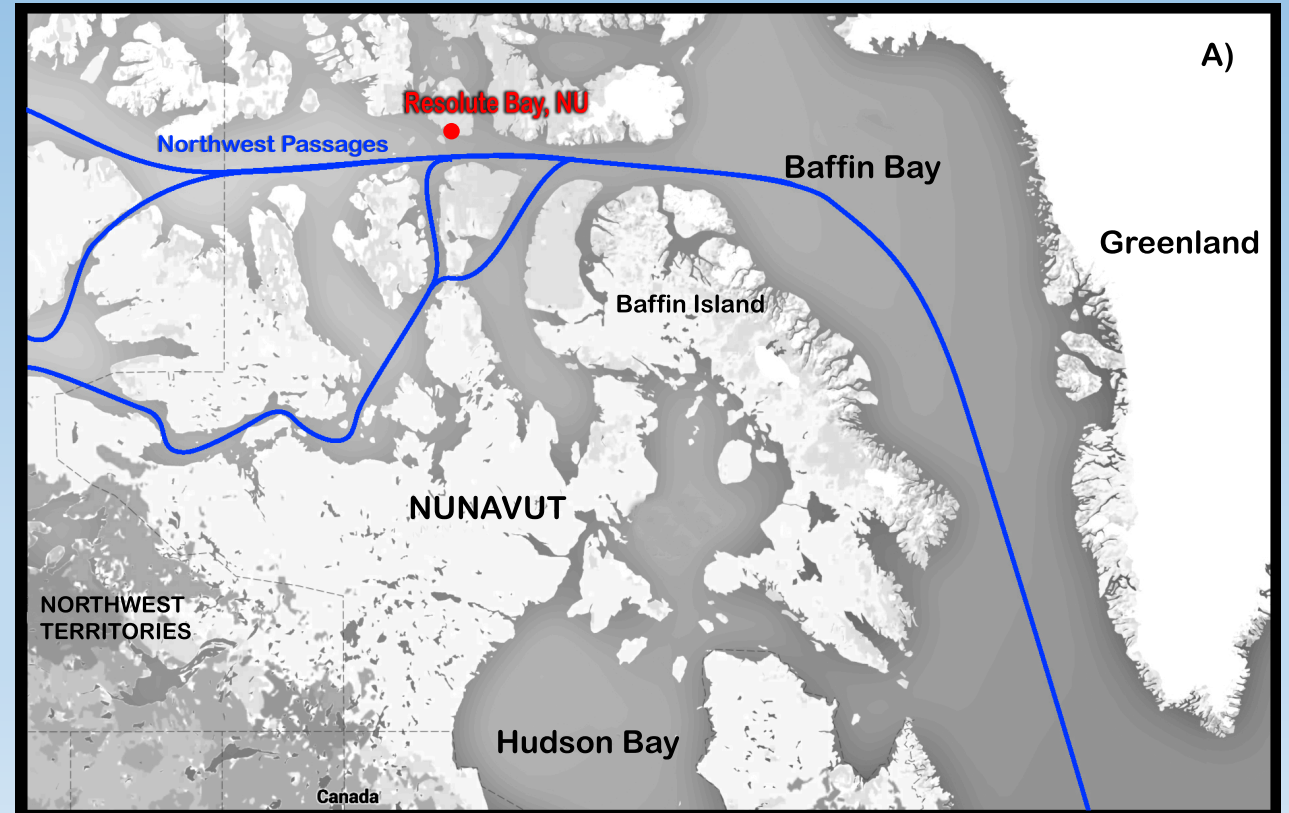 A)
Resolute Bay, NU
Northwest Passages
Baffin Bay
Greenland
Baffin Island
NUNAVUT
NORTHWEST
TERRITORIES
Hudson Bay
Canada